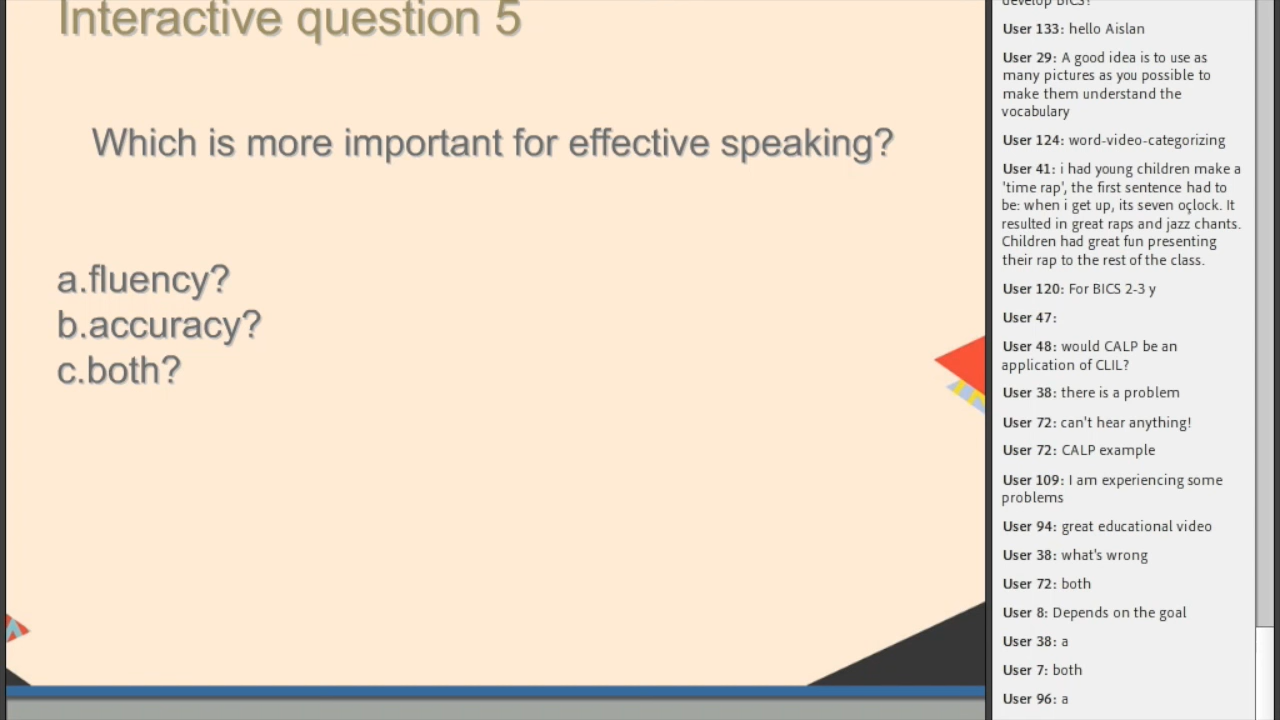 Interactive question 5
Which is more important for effective speaking?
a.fluency?
b.accuracy?
c.both?
develop BICS?
User 133: hello Aislan
User 29: A good idea is to use as
many pictures as you possible to
make them understand the
vocabulary
User 124: word-video-categorizing
User 41: i had young children make a
'time rap', the first sentence had to
be: when i get up, its seven oçlock. It
resulted in great raps and jazz chants.
Children had great fun presenting
their rap to the rest of the class.
User 120: For BICS 2-3 y
User 47:
User 48: would CALP be an
application of CLIL?
User 38: there is a problem
User 72: can't hear anything!
User 72: CALP example
User 109: I am experiencing some
problems
User 94: great educational video
User 38: what's wrong
User 72: both
User 8: Depends on the goal
User 38: a
User 7: both
User 96: a